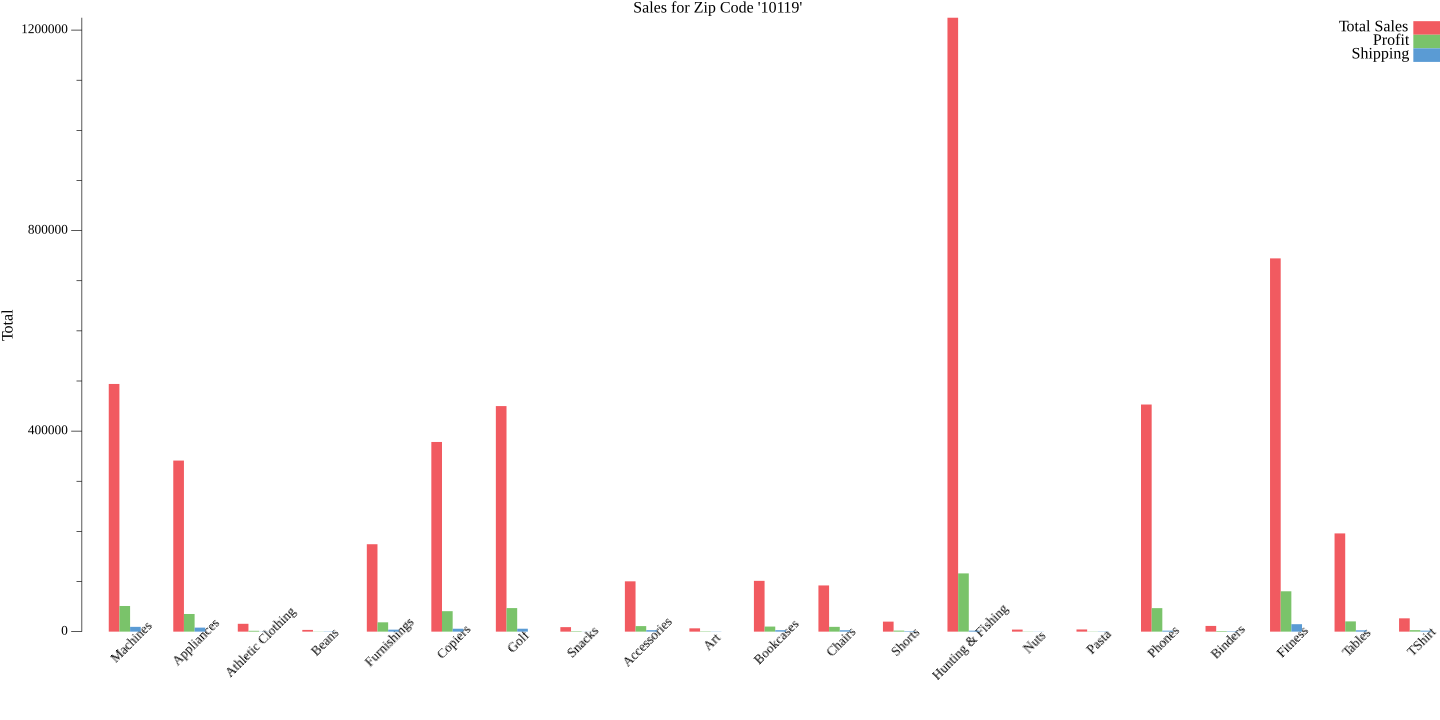 Sales for Zip Code '10119'
Total Sales
Profit
Shipping
1200000
800000
400000
0
Total
Machines
Appliances
Athletic Clothing
Beans
Furnishings
Copiers
Golf
Snacks
Accessories
Art
Bookcases
Chairs
Shorts
Hunting & Fishing
Nuts
Pasta
Phones
Binders
Fitness
Tables
TShirt